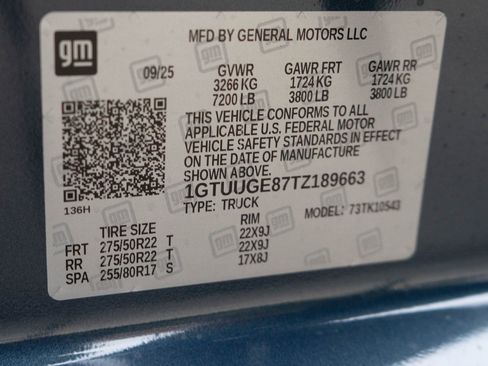 gm
MFD BY GENERAL MOTORS LLC
09/25 GVWR GAWR FRT GAWR RR
3266 KG 1724 KG 1724 KG
7200 LB 3800 LB 3800 LB
THIS VEHICLE CONFORMS TO ALL
APPLICABLE U.S. FEDERAL MOTOR
VEHICLE SAFETY STANDARDS IN EFFECT
ON THE DATE OF MANUFACTURE
SHOWN ABOVE.
1GTUUGE87TZ189663
136H TYPE: TRUCK MODEL: 73TK10543
TIRE SIZE RIM
FRT 275/50R22 T 22X9J
RR 275/50R22 T 22X9J
SPA 255/80R17 S 17X8J